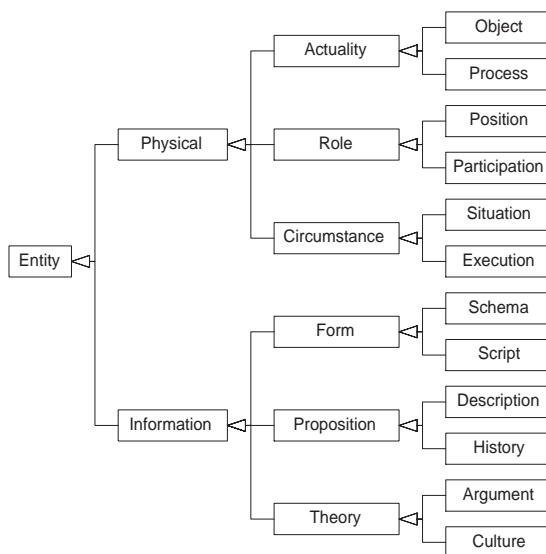 Object
Actuality
Process
Position
Physical
Role
Participation
Situation
Circumstance
Entity
Execution
Schema
Form
Script
Description
Information
Proposition
History
Argument
Theory
Culture